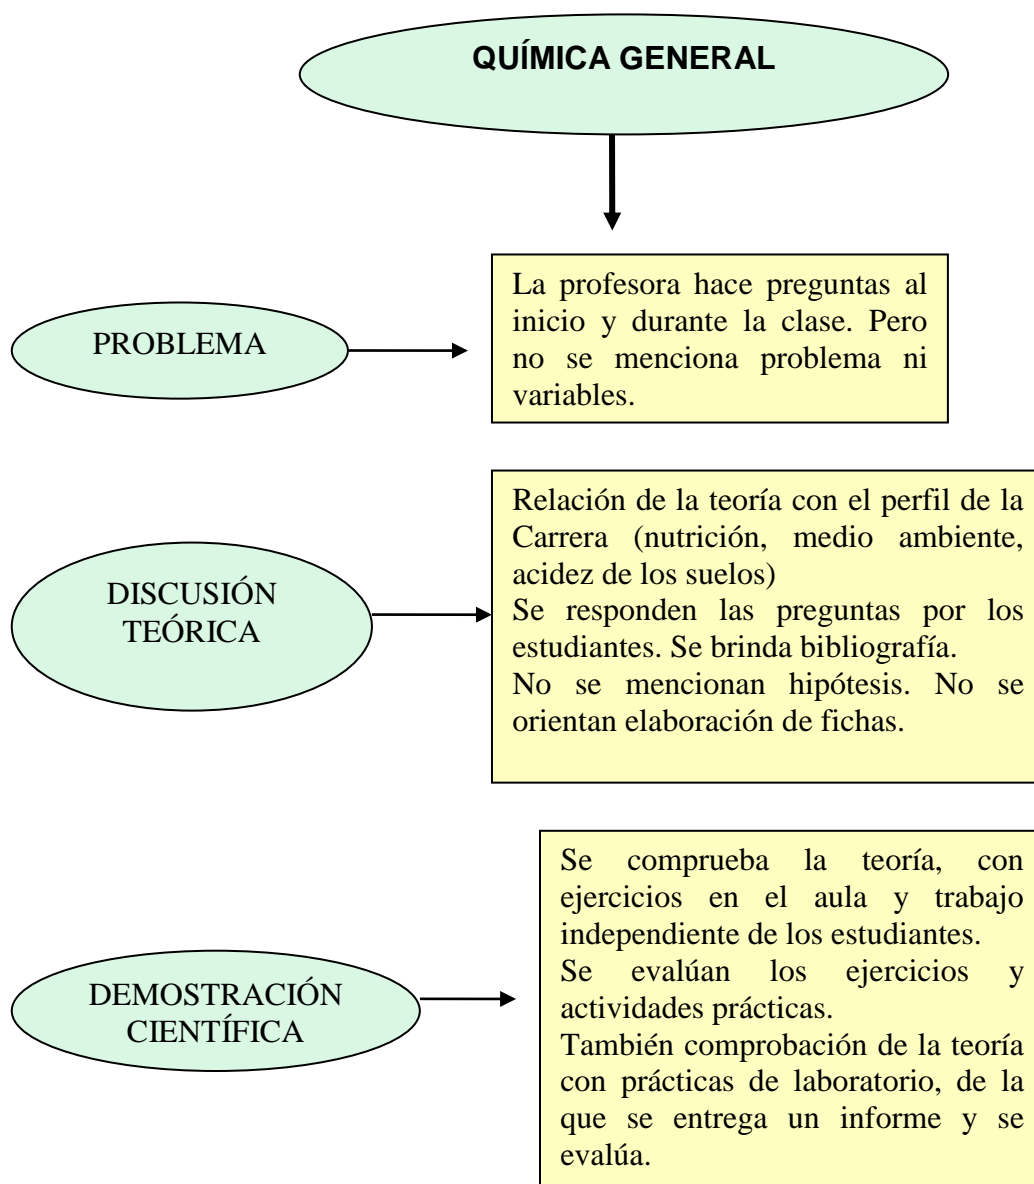 QUÍMICA GENERAL
PROBLEMA
La profesora hace preguntas al
inicio y durante la clase. Pero
no se menciona problema ni
variables.
DISCUSIÓN
TEÓRICA
Relación de la teoría con el perfil de la
Carrera (nutrición, medio ambiente,
acidez de los suelos)
Se responden las preguntas por los
estudiantes. Se brinda bibliografía.
No se mencionan hipótesis. No se
orientan elaboración de fichas.
DEMOSTRACIÓN
CIENTÍFICA
Se comprueba la teoría, con
ejercicios en el aula y trabajo
independiente de los estudiantes.
Se evalúan los ejercicios y
actividades prácticas.
También comprobación de la teoría
con prácticas de laboratorio, de la
que se entrega un informe y se
evalúa.